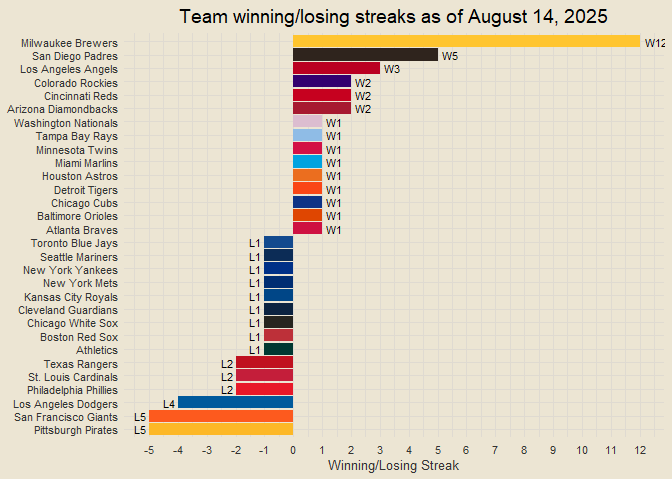 Team winning/losing streaks as of August 14, 2025
Milwaukee Brewers W12
San Diego Padres W5
Los Angeles Angels W3
Colorado Rockies W2
Cincinnati Reds W2
Arizona Diamondbacks W2
Washington Nationals W1
Tampa Bay Rays W1
Minnesota Twins W1
Miami Marlins W1
Houston Astros W1
Detroit Tigers W1
Chicago Cubs W1
Baltimore Orioles W1
Atlanta Braves W1
Toronto Blue Jays L1
Seattle Mariners L1
New York Yankees L1
New York Mets L1
Kansas City Royals L1
Cleveland Guardians L1
Chicago White Sox L1
Boston Red Sox L1
Athletics L1
Texas Rangers L2
St. Louis Cardinals L2
Philadelphia Phillies L2
Los Angeles Dodgers L4
San Francisco Giants L5
Pittsburgh Pirates L5
-5 -4 -3 -2 -1 0 1 2 3 4 5 6 7 8 9 10 11 12
Winning/Losing Streak